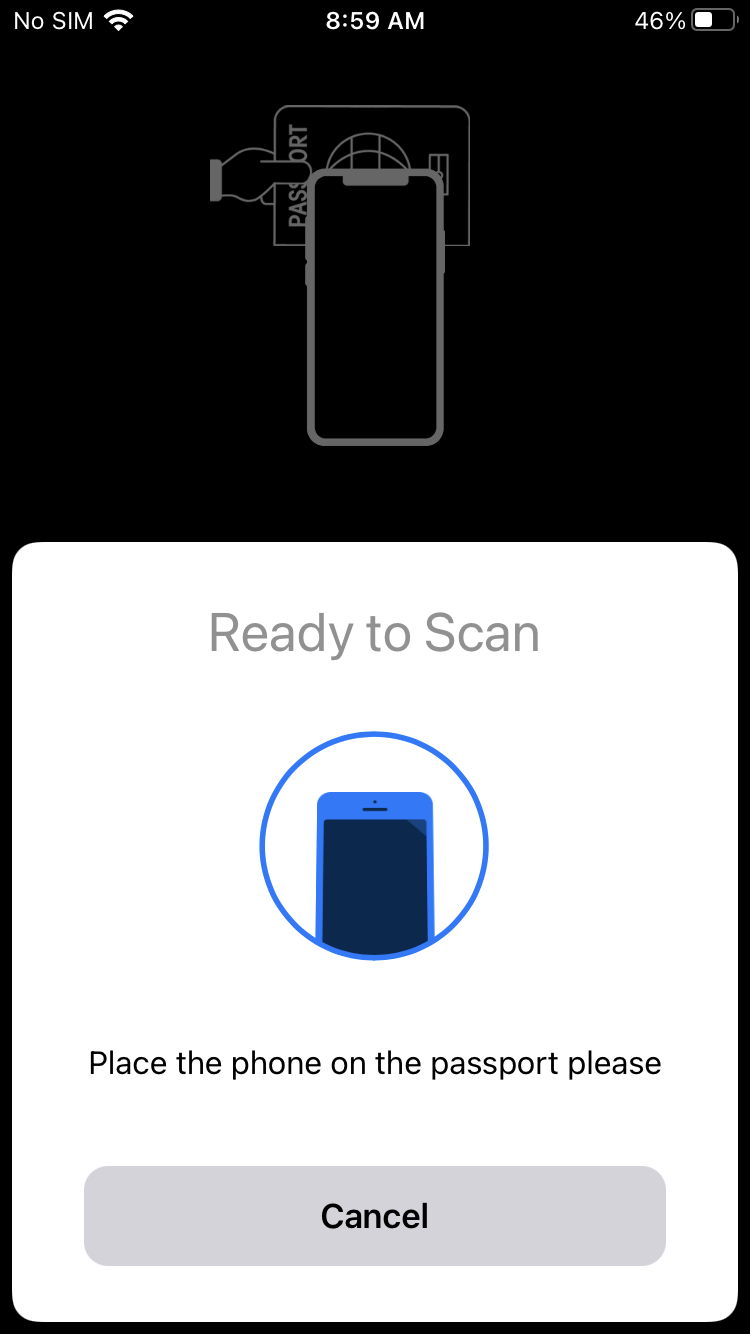 No SIM 8:59 AM 46%
PASSPORT
Ready to Scan
Place the phone on the passport please
Cancel